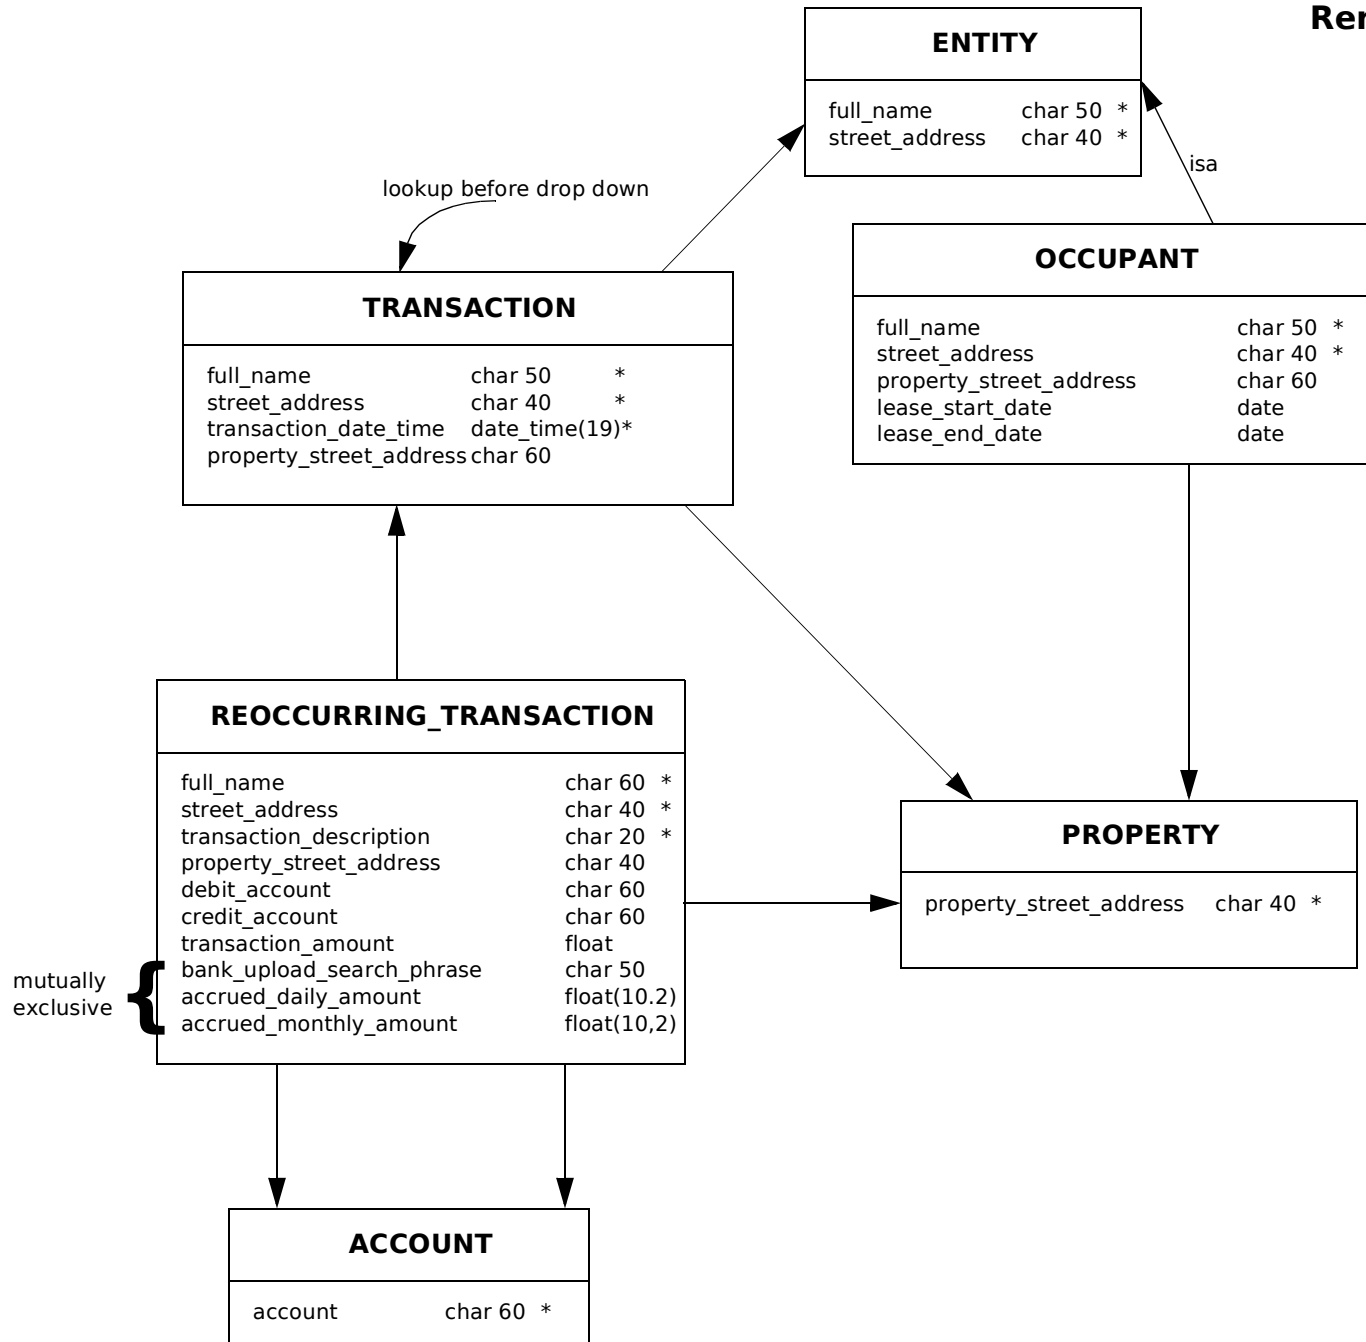 Ren
ENTITY
full_name char 50 *
street_address char 40 *
isa
lookup before drop down
OCCUPANT
full_name char 50 *
street_address char 40 *
property_street_address char 60
lease_start_date date
lease_end_date date
TRANSACTION
full_name char 50 *
street_address char 40 *
transaction_date_time date_time(19)*
property_street_address char 60
REOCCURRING_TRANSACTION
full_name char 60 *
street_address char 40 *
transaction_description char 20 *
property_street_address char 40
debit_account char 60
credit_account char 60
transaction_amount float
bank_upload_search_phrase char 50
accrued_daily_amount float(10.2)
accrued_monthly_amount float(10,2)
mutually
exclusive {
PROPERTY
property_street_address char 40 *
ACCOUNT
account char 60 *